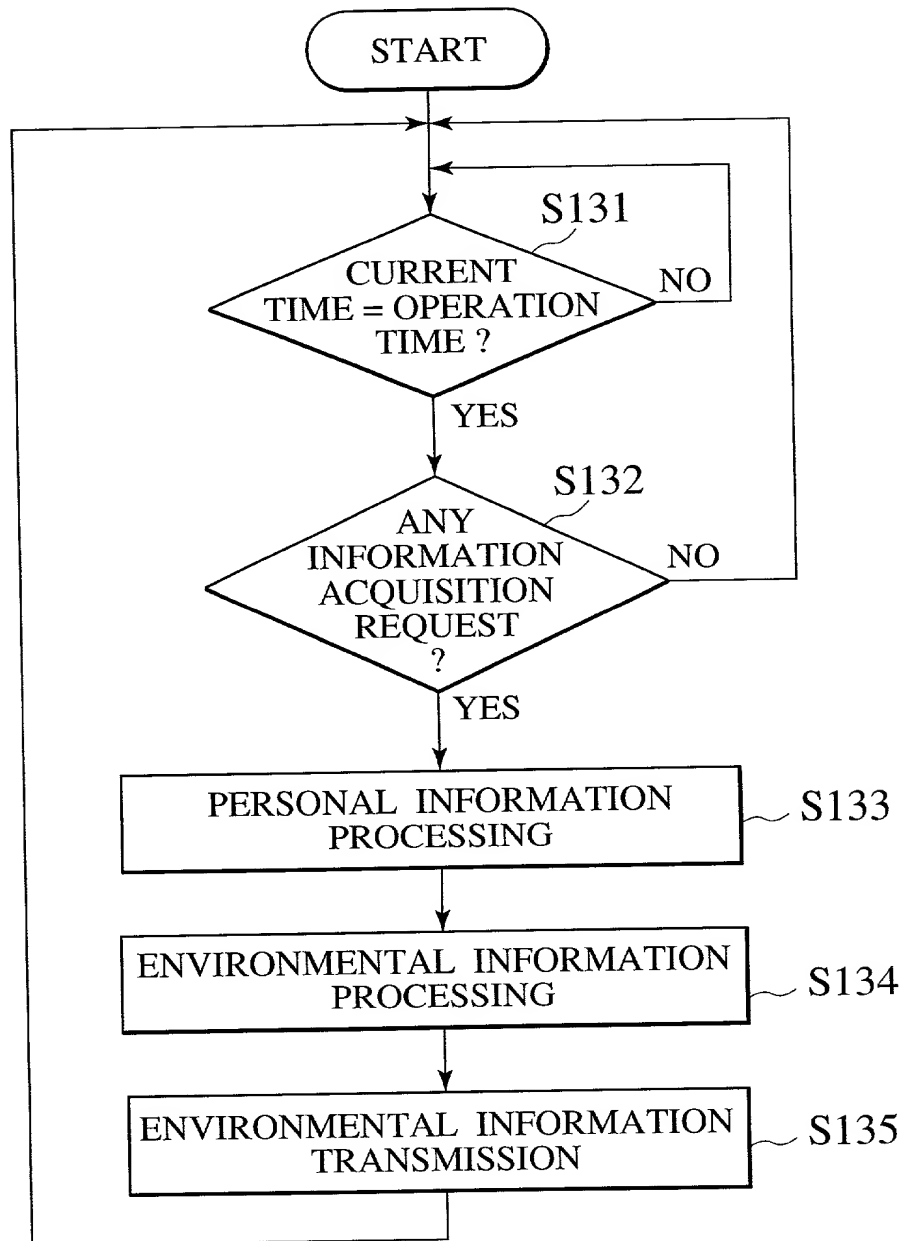 START
S131
CURRENT
TIME = OPERATION
TIME ?
NO
YES
S132
ANY
INFORMATION
ACQUISITION
REQUEST
?
NO
YES
PERSONAL INFORMATION
PROCESSING
S133
ENVIRONMENTAL INFORMATION
PROCESSING
S134
ENVIRONMENTAL INFORMATION
TRANSMISSION
S135